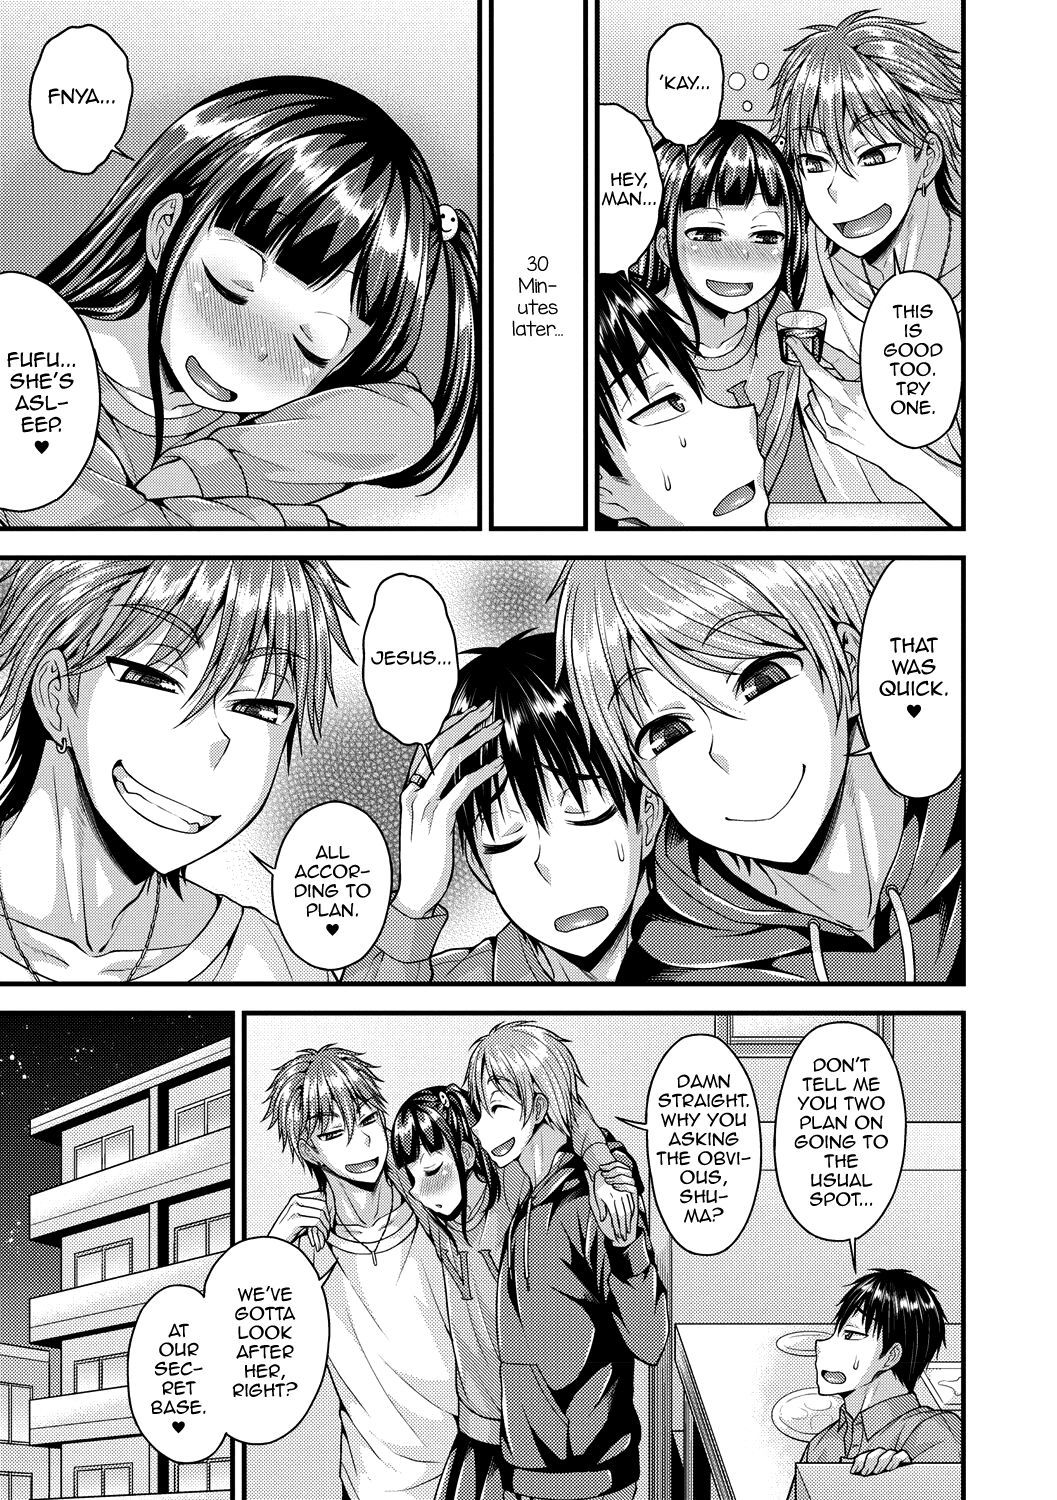 'KAY...
HEY,
MAN...
THIS
IS
GOOD
TOO.
TRY
ONE.
30
Min-
utes
later...
FNYA...
FUFU...
SHE'S
ASL-
EEP.
♥
THAT
WAS
QUICK.
♥
JESUS...
ALL
ACCOR-
DING TO
PLAN.
♥
DON'T
TELL ME
YOU TWO
PLAN ON
GOING TO
THE
USUAL
SPOT...
DAMN
STRAIGHT.
WHY YOU
ASKING
THE OBVI-
OUS,
SHU-
MA?
WE'VE
GOTTA
LOOK
AFTER
HER,
RIGHT?
AT
OUR
SEC-
RET
BASE.
♥